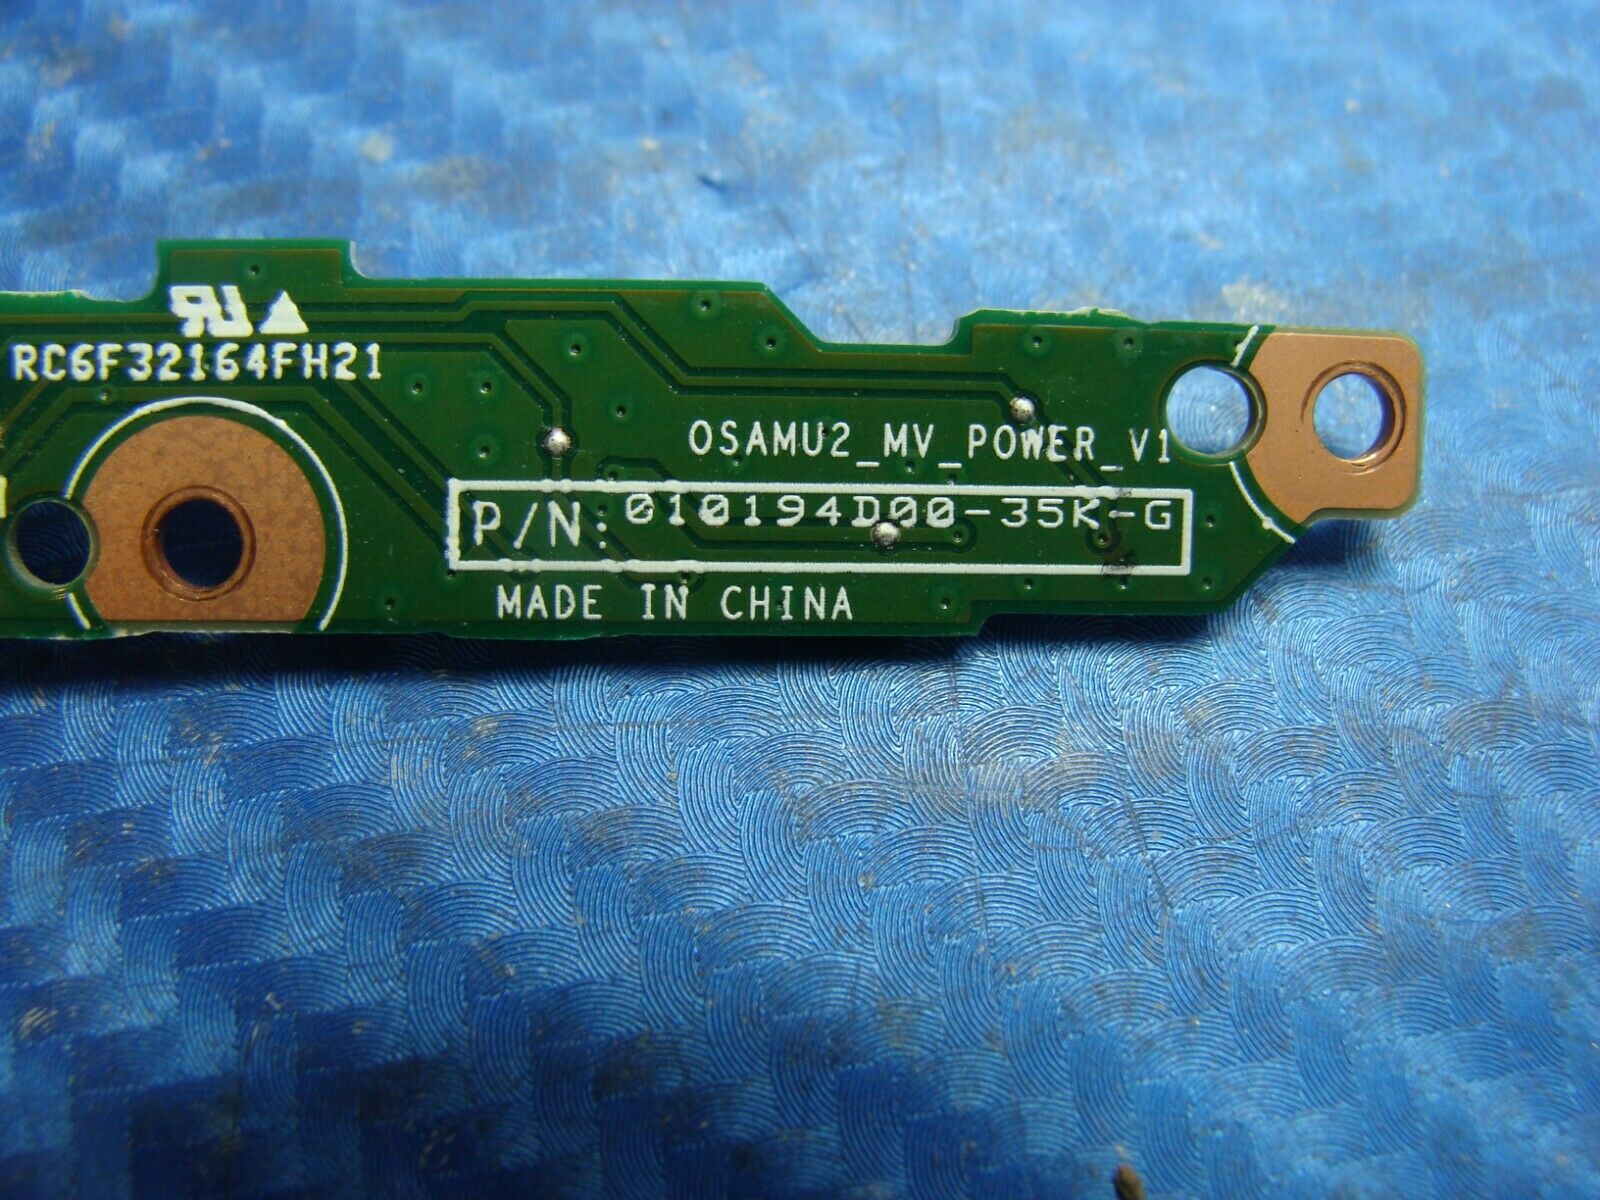 RC6F32164FH21
OSAMU2_MV_POWER_V1
P/N: 010194D00-35K-G
MADE IN CHINA